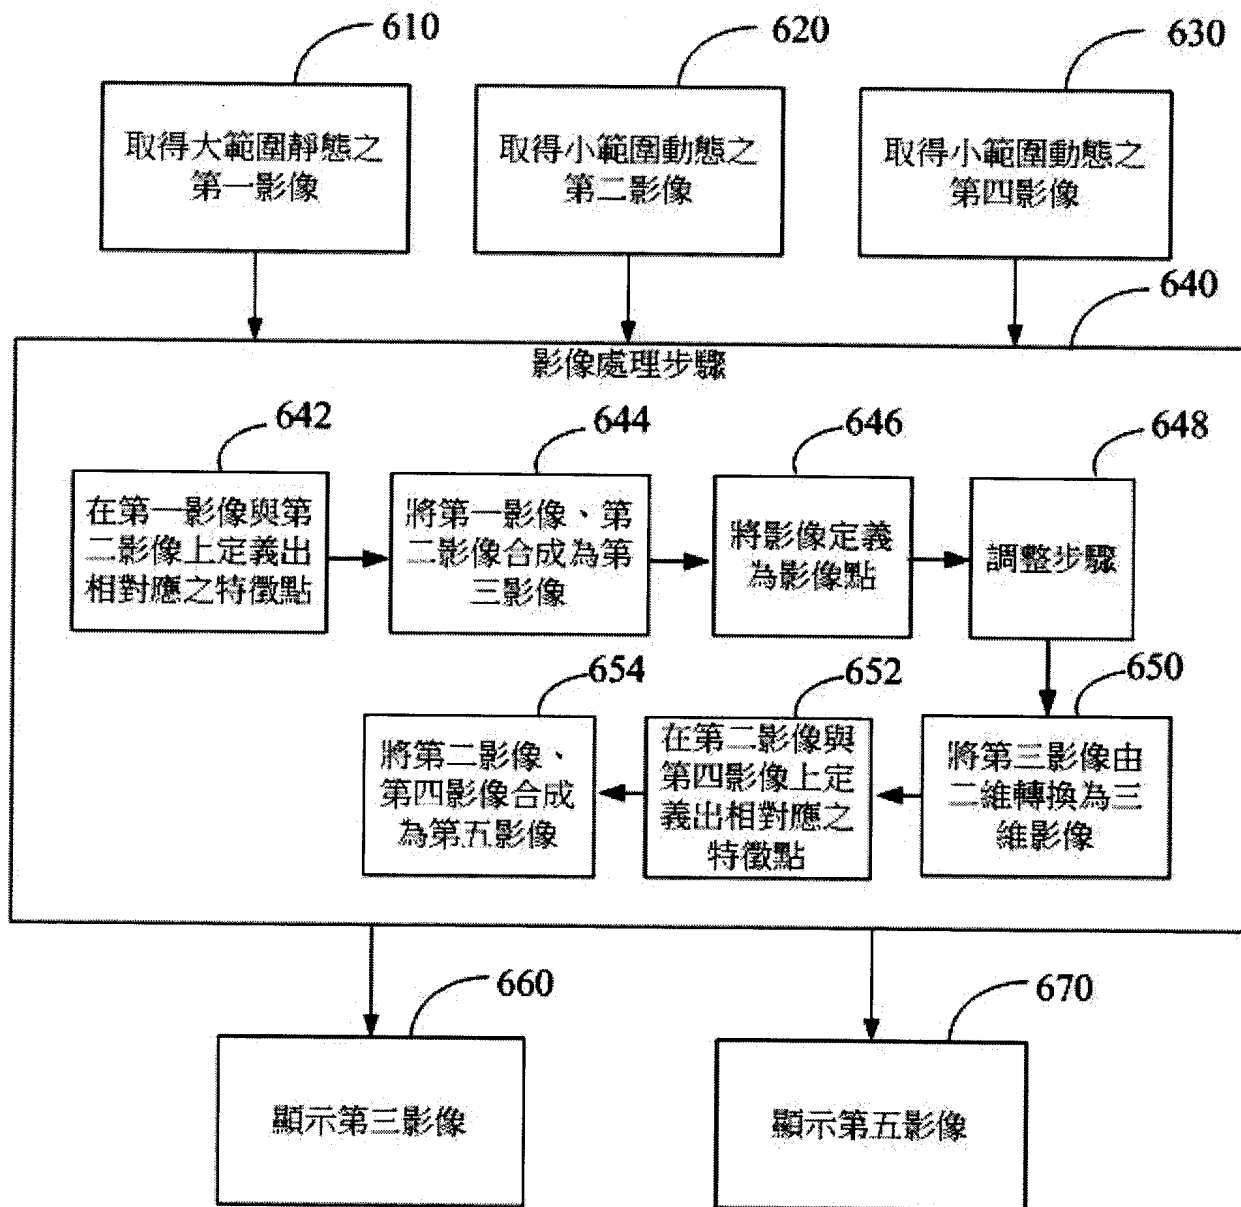 610
620
630
取得大範圍靜態之
第一影像
取得小範圍動態之
第二影像
取得小範圍動態之
第四影像
640
影像處理步驟
642
644
646
648
在第一影像與第
二影像上定義出
相對應之特徵點
將第一影像、第
二影像合成為第
三影像
將影像定義
為影像點
調整步驟
654
652
650
將第二影像、
第四影像合成
為第五影像
在第二影像與
第四影像上定
義出相對應之
特徵點
將第三影像由
二維轉換為三
維影像
660
670
顯示第三影像
顯示第五影像